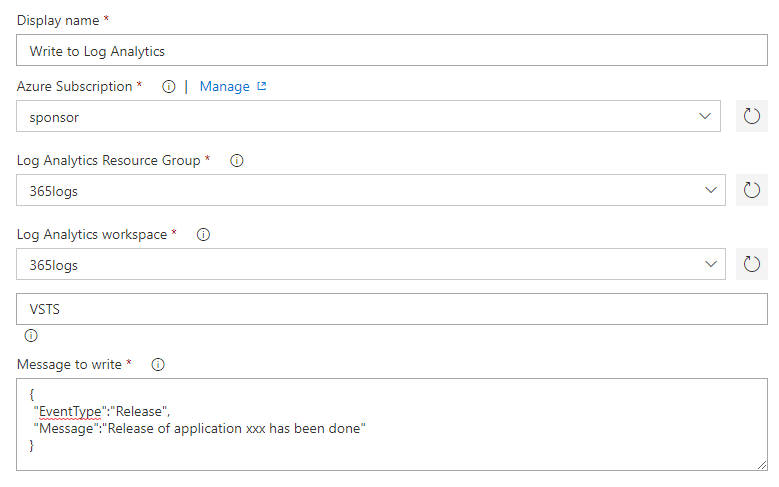 Display name *
Write to Log Analytics
Azure Subscription * | Manage
sponsor
Log Analytics Resource Group *
365logs
Log Analytics workspace *
365logs
VSTS
Message to write *
{
"EventType":"Release",
"Message":"Release of application xxx has been done"
}